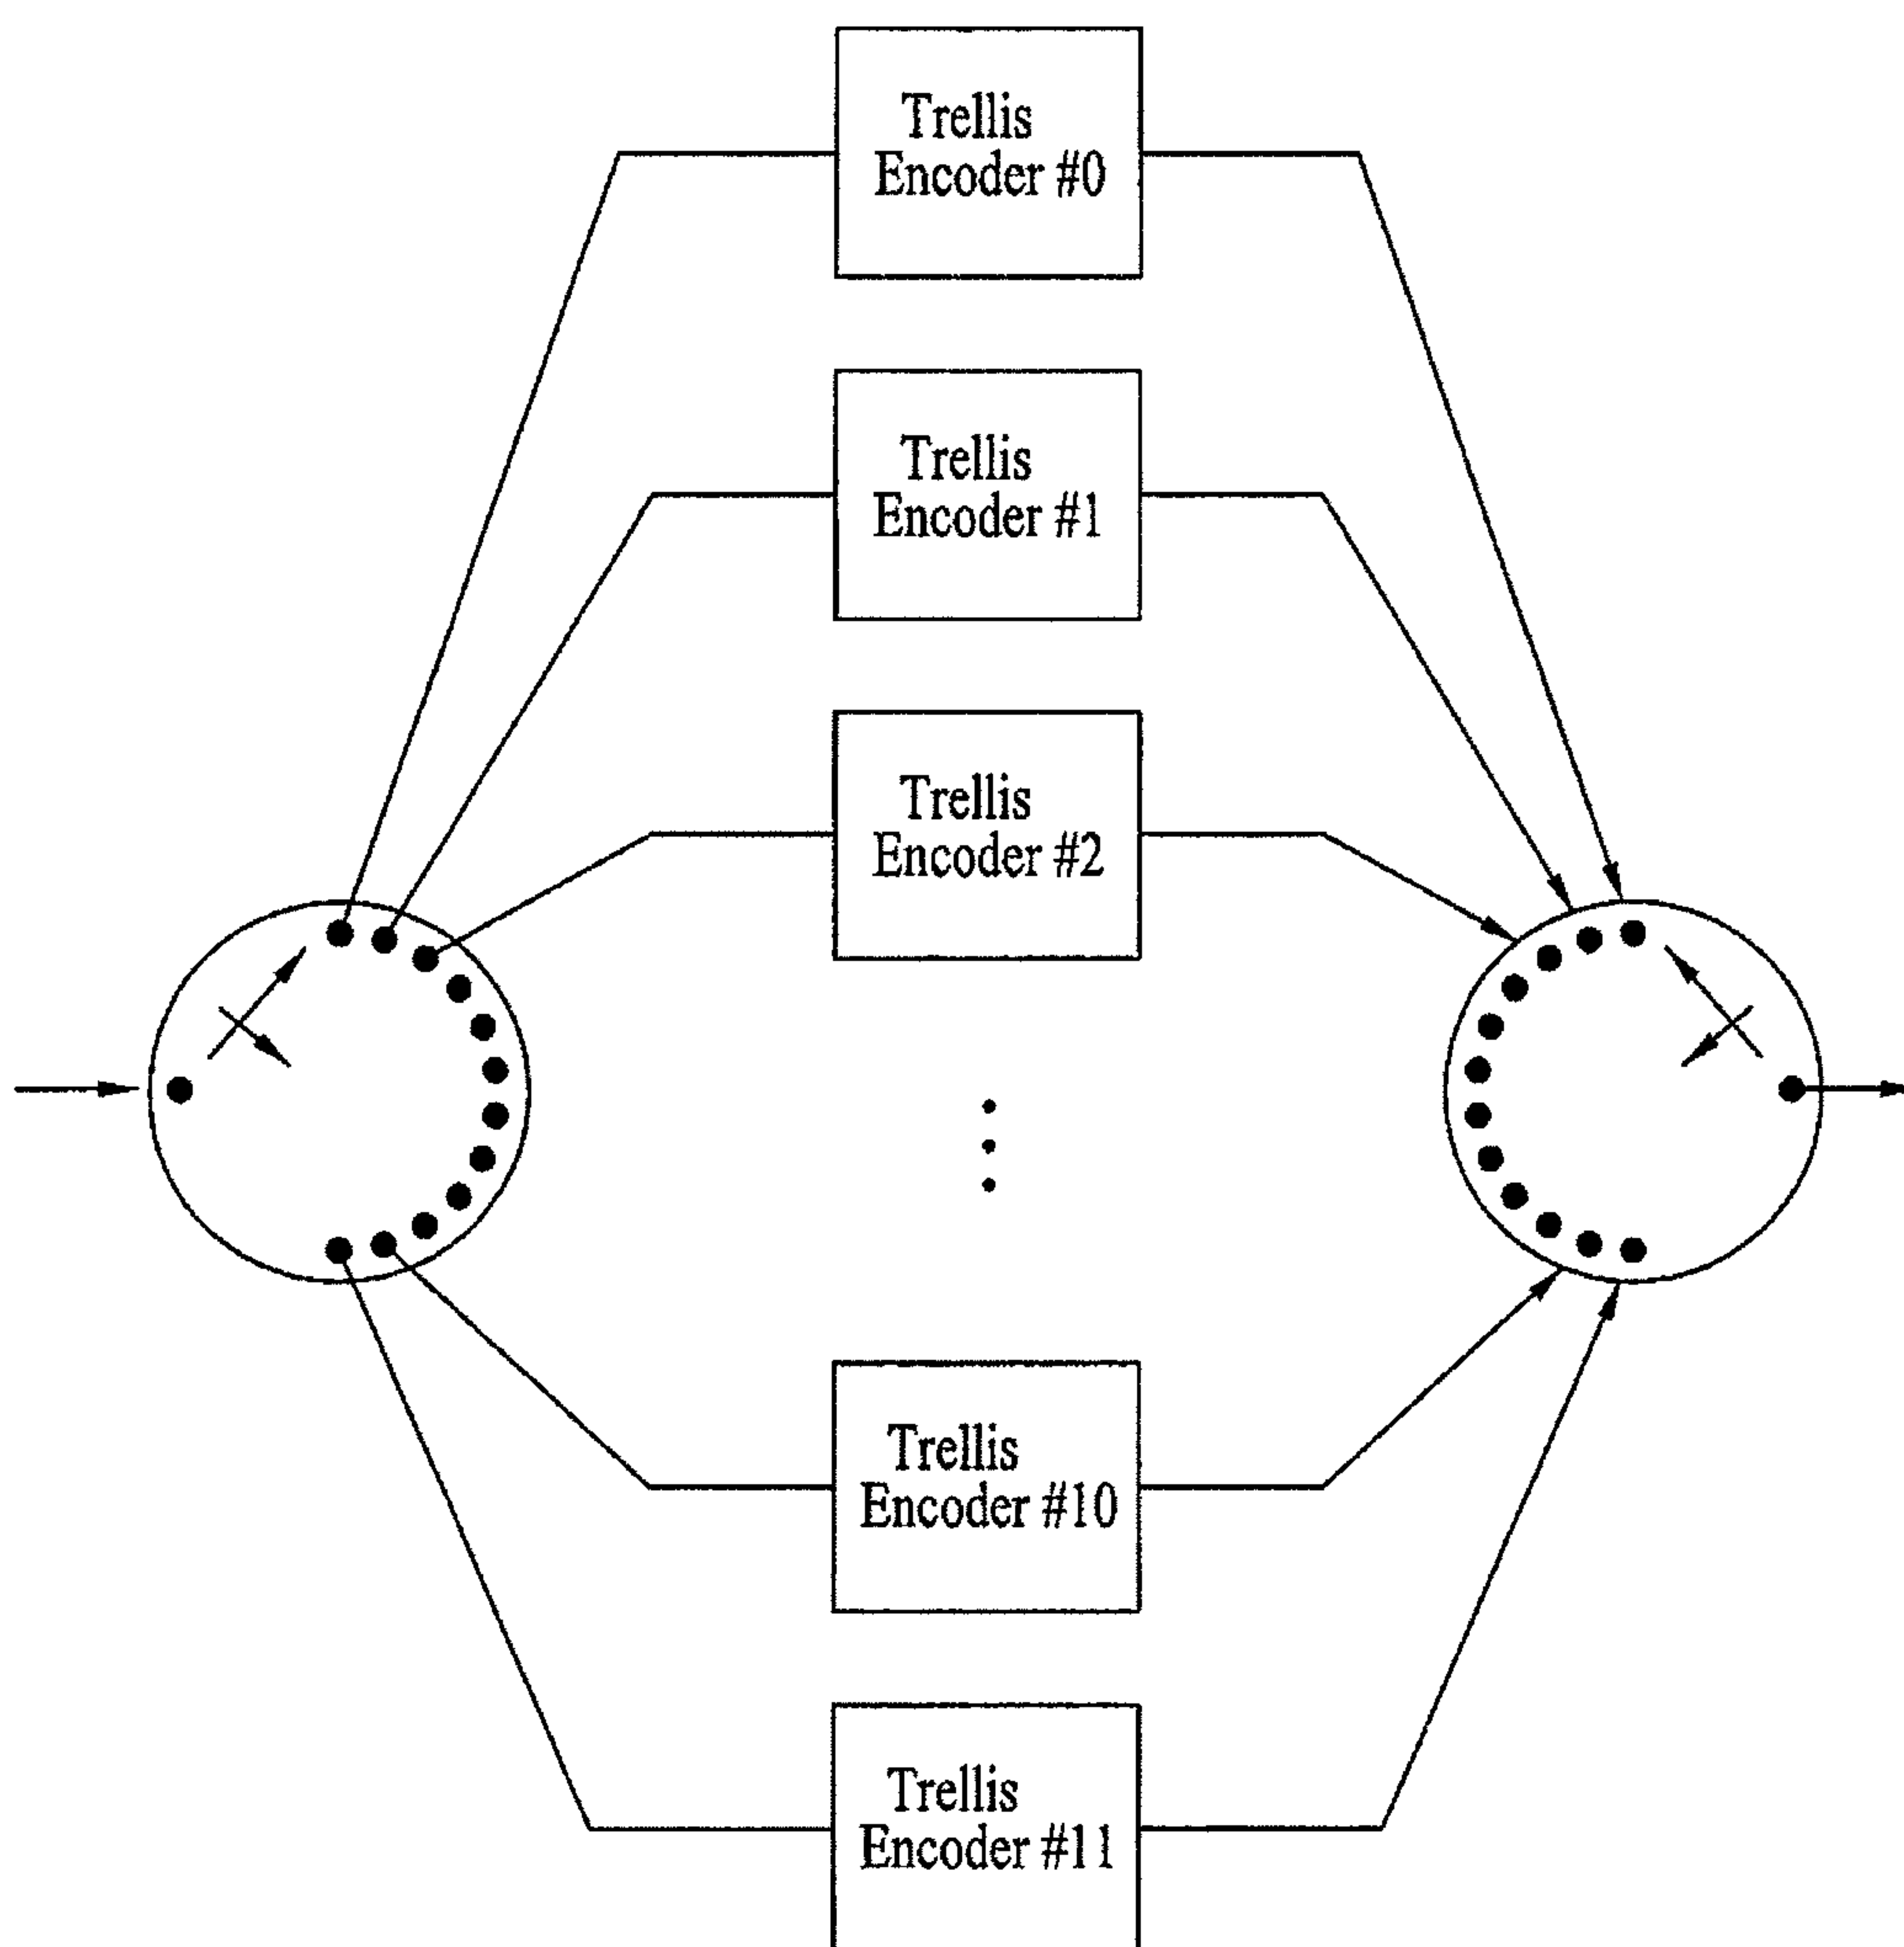 Trellis
Encoder #0
Trellis
Encoder #1
Trellis
Encoder #2
Trellis
Encoder #10
Trellis
Encoder #11